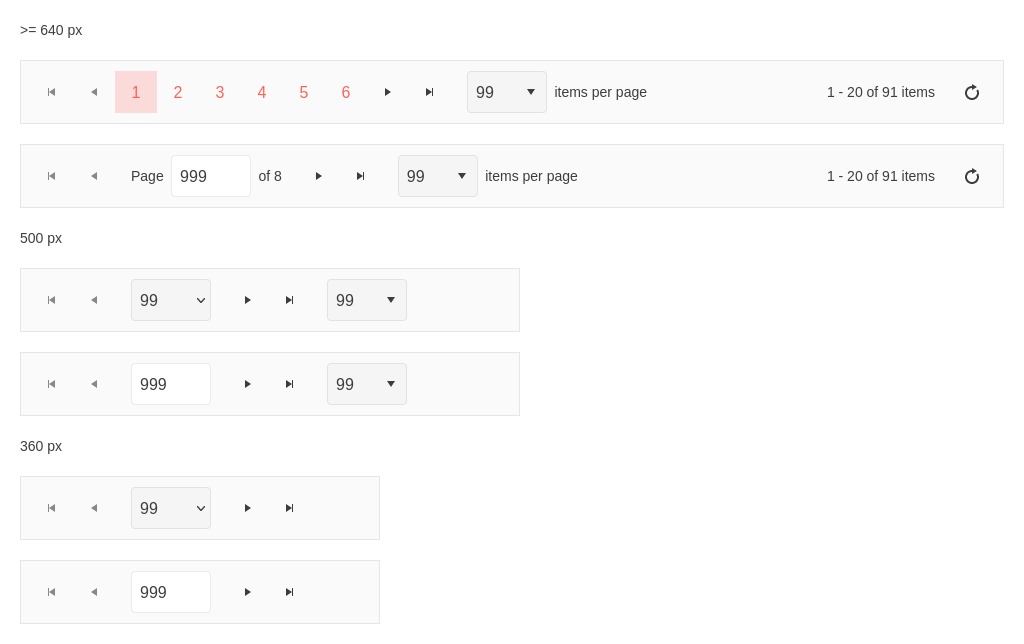 >= 640 px
1 2 3 4 5 6 99 items per page 1 - 20 of 91 items
Page 999 of 8 99 items per page 1 - 20 of 91 items
500 px
99 99
999 99
360 px
99
999